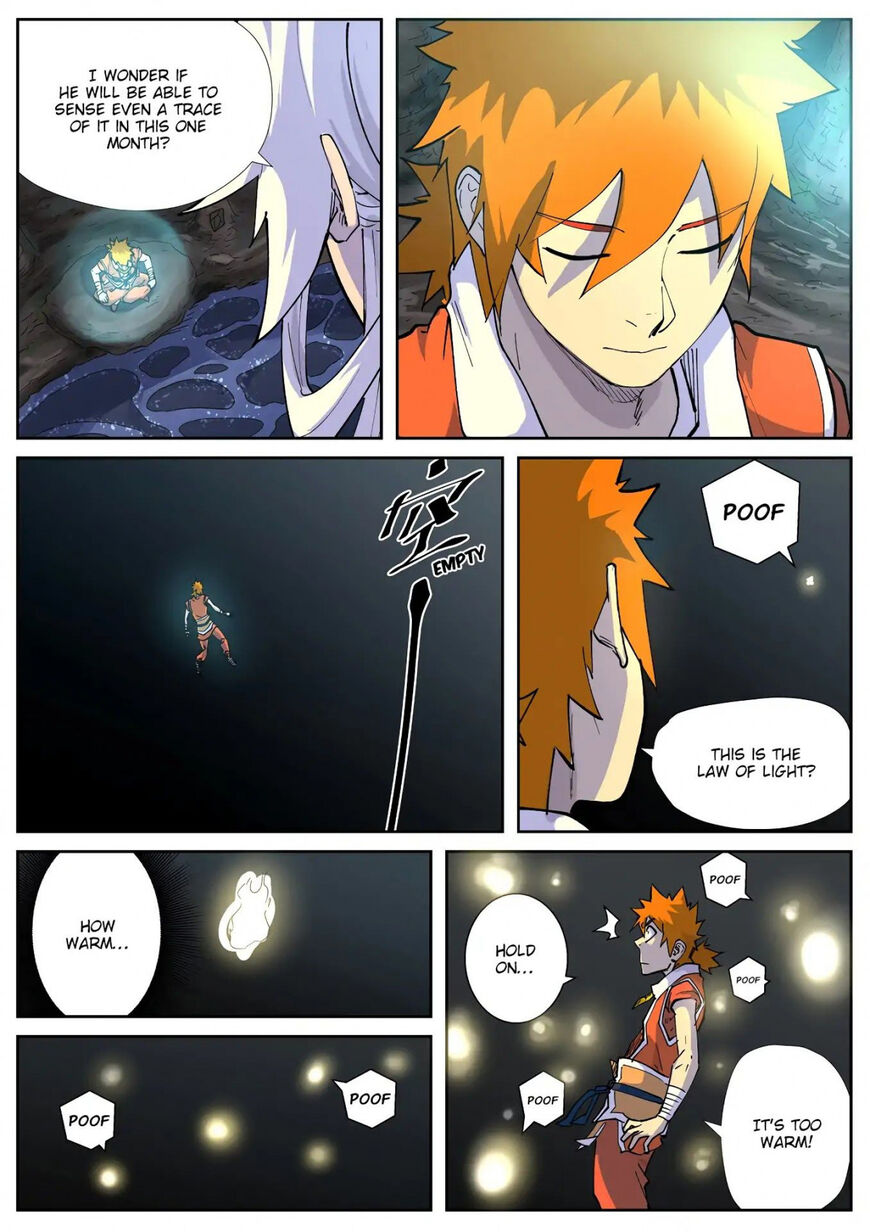 I WONDER IF
HE WILL BE ABLE TO
SENSE EVEN A TRACE
OF IT IN THIS ONE
MONTH?
空
EMPTY
POOF
THIS IS THE
LAW OF LIGHT?
HOW
WARM...
POOF
POOF
HOLD
ON...
POOF
POOF
POOF
IT'S TOO
WARM!